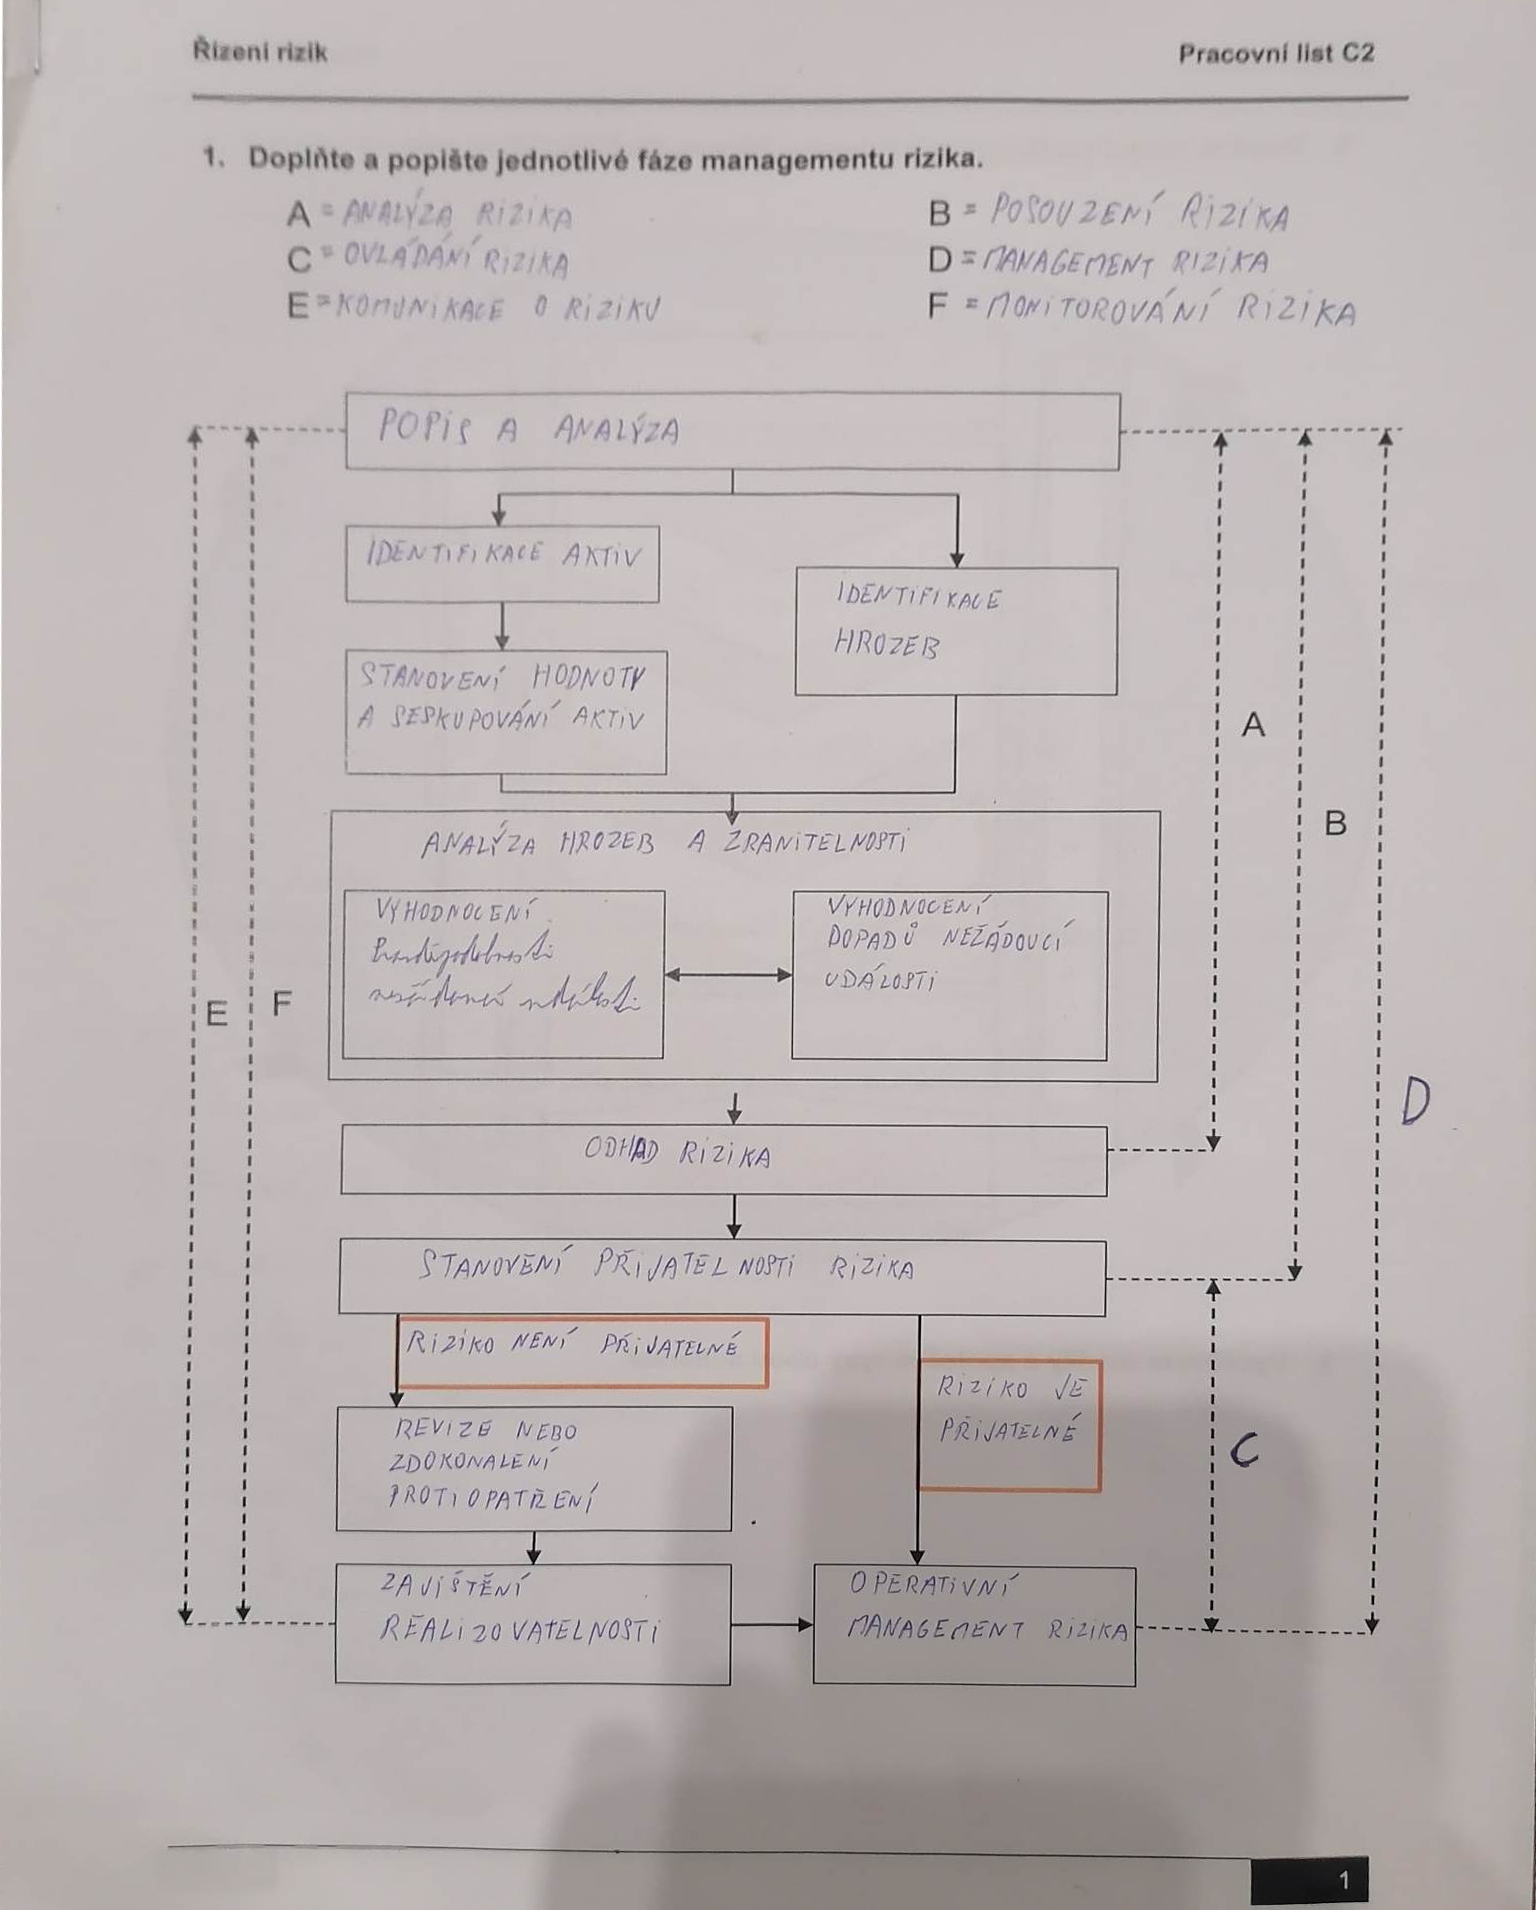 Řízení rizik
Pracovní list C2
1. Doplňte a popište jednotlivé fáze managementu rizika.
A = ANALÝZA RIZIKA
B = POSOUZENÍ RIZIKA
C = OVLÁDÁNÍ RIZIKA
D = MANAGEMENT RIZIKA
E = KOMUNIKACE O RIZIKU
F = MONITOROVÁNÍ RIZIKA
POPIS A ANALÝZA
IDENTIFIKACE AKTIV
IDENTIFIKACE
HROZEB
STANOVENÍ HODNOTY
A SESKUPOVÁNÍ AKTIV
A
B
ANALÝZA HROZEB A ZRANITELNOSTI
VYHODNOCENÍ
Pravděpodobnosti
nežádoucí události
VYHODNOCENÍ
DOPADŮ NEŽÁDOUCÍ
UDÁLOSTI
E
F
D
ODHAD RIZIKA
STANOVENÍ PŘIJATELNOSTI RIZIKA
RIZIKO NENÍ PŘIJATELNÉ
RIZIKO JE
PŘIJATELNÉ
C
REVIZE NEBO
ZDOKONALENÍ
PROTIOPATŘENÍ
ZAJIŠTĚNÍ
REALIZOVATELNOSTI
OPERATIVNÍ
MANAGEMENT RIZIKA
1